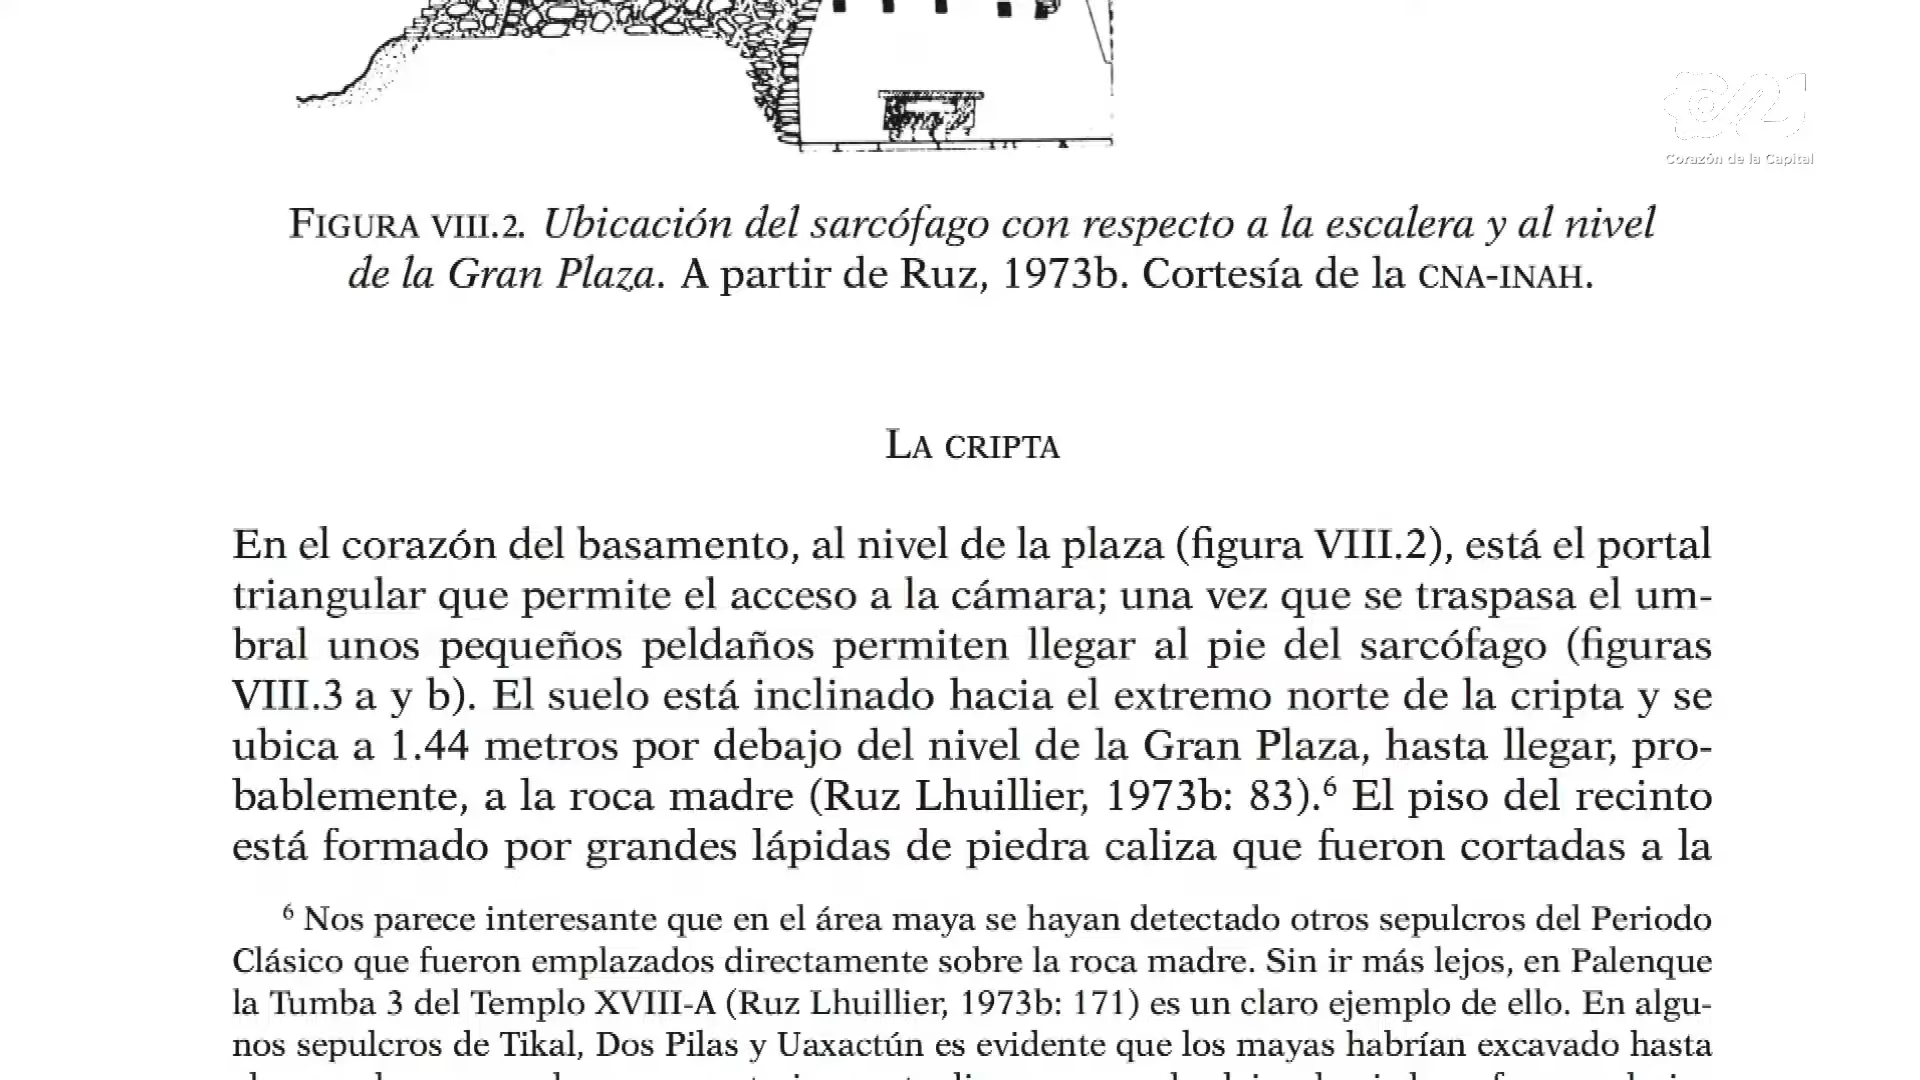 Corazón de la Capital
FIGURA VIII.2. Ubicación del sarcófago con respecto a la escalera y al nivel
de la Gran Plaza. A partir de Ruz, 1973b. Cortesía de la CNA-INAH.
LA CRIPTA
En el corazón del basamento, al nivel de la plaza (figura VIII.2), está el portal
triangular que permite el acceso a la cámara; una vez que se traspasa el um-
bral unos pequeños peldaños permiten llegar al pie del sarcófago (figuras
VIII.3 a y b). El suelo está inclinado hacia el extremo norte de la cripta y se
ubica a 1.44 metros por debajo del nivel de la Gran Plaza, hasta llegar, pro-
bablemente, a la roca madre (Ruz Lhuillier, 1973b: 83).⁶ El piso del recinto
está formado por grandes lápidas de piedra caliza que fueron cortadas a la
⁶ Nos parece interesante que en el área maya se hayan detectado otros sepulcros del Periodo
Clásico que fueron emplazados directamente sobre la roca madre. Sin ir más lejos, en Palenque
la Tumba 3 del Templo XVIII-A (Ruz Lhuillier, 1973b: 171) es un claro ejemplo de ello. En algu-
nos sepulcros de Tikal, Dos Pilas y Uaxactún es evidente que los mayas habrían excavado hasta